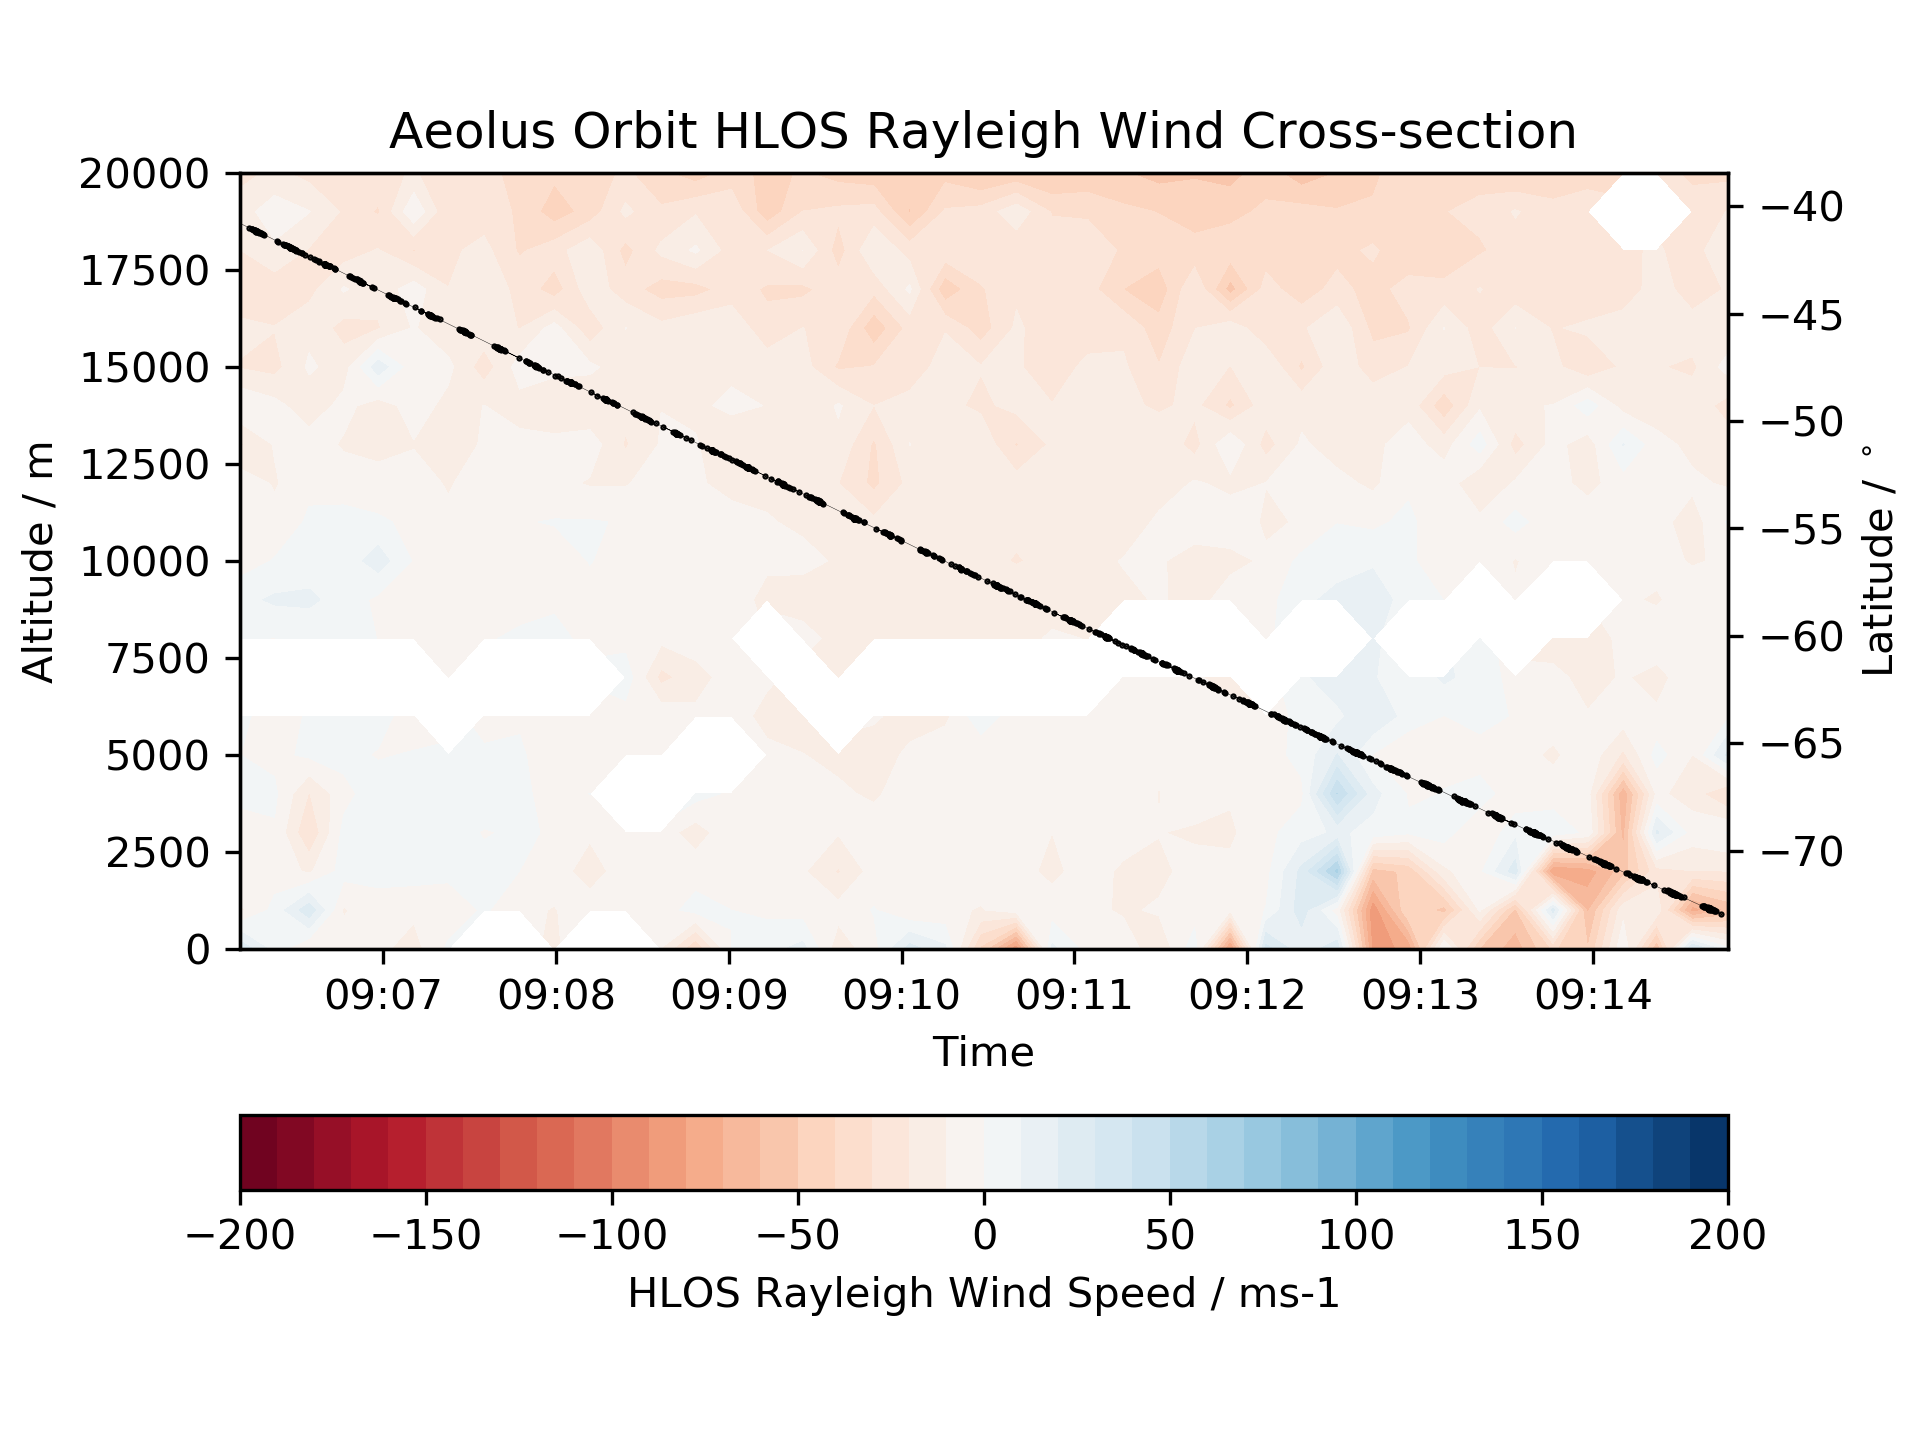 Aeolus Orbit HLOS Rayleigh Wind Cross-section
20000
17500
15000
12500
10000
7500
5000
2500
0
Altitude / m
−40
−45
−50
−55
−60
−65
−70
Latitude / °
09:07 09:08 09:09 09:10 09:11 09:12 09:13 09:14
Time
−200 −150 −100 −50 0 50 100 150 200
HLOS Rayleigh Wind Speed / ms-1